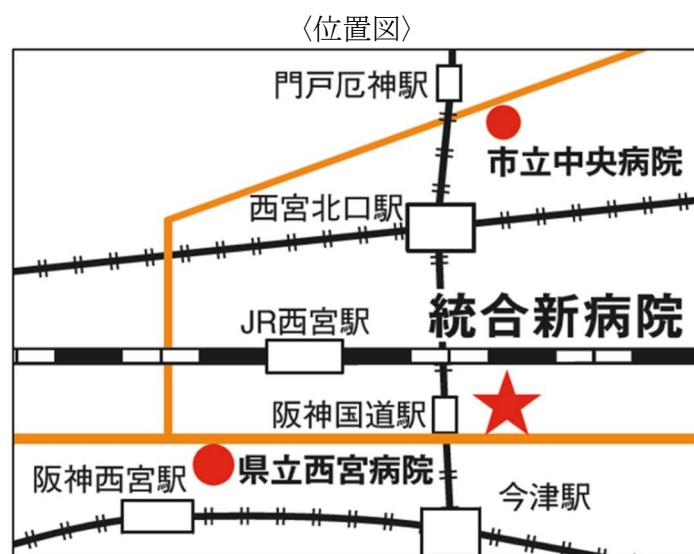 〈位置図〉
門戸厄神駅
市立中央病院
西宮北口駅
統合新病院
JR西宮駅
阪神国道駅
県立西宮病院
阪神西宮駅
今津駅